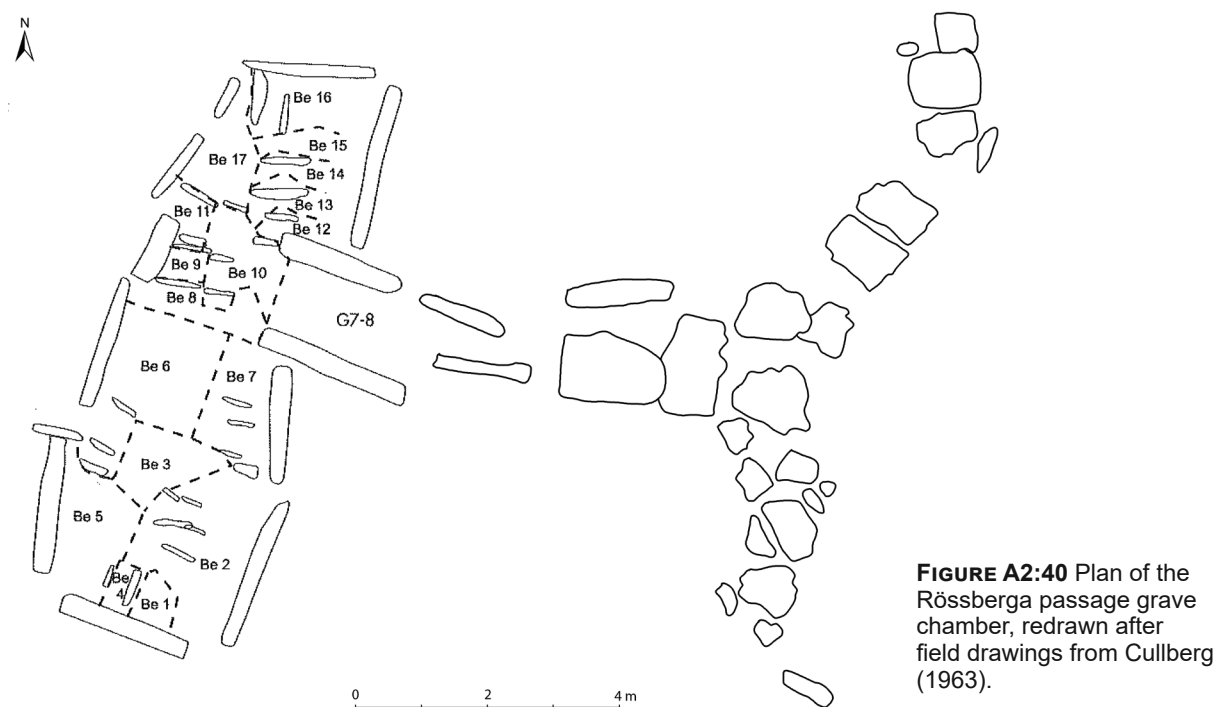 N
Be 16
Be 15
Be 17
Be 14
Be 13
Be 11
Be 12
Be 9
Be 10
Be 8
G7-8
Be 6
Be 7
Be 3
Be 5
Be 2
Be
4
Be 1
0
2
4 m
FIGURE A2:40 Plan of the
Rössberga passage grave
chamber, redrawn after
field drawings from Cullberg
(1963).